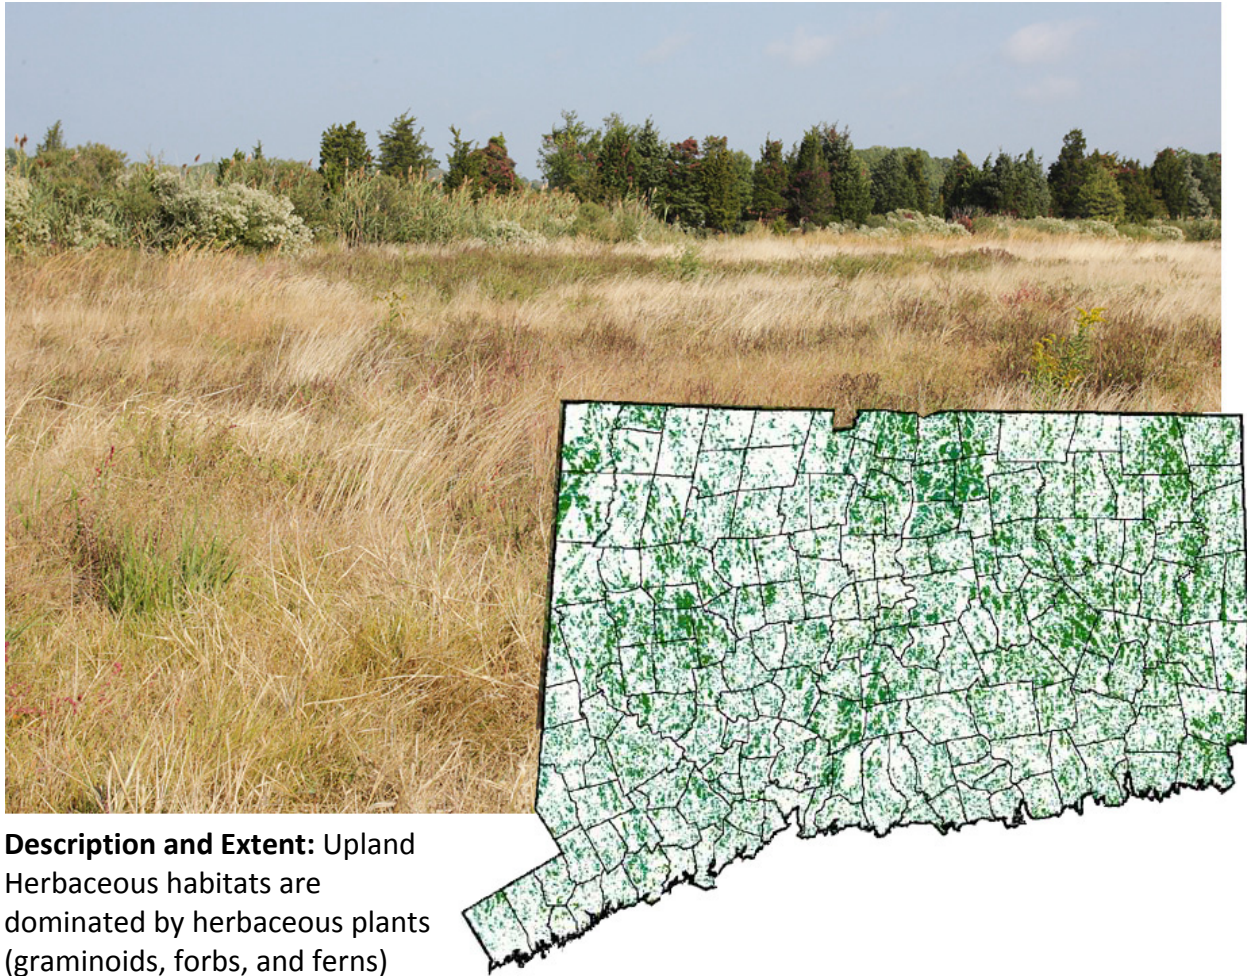 Description and Extent: Upland
Herbaceous habitats are
dominated by herbaceous plants
(graminoids, forbs, and ferns)